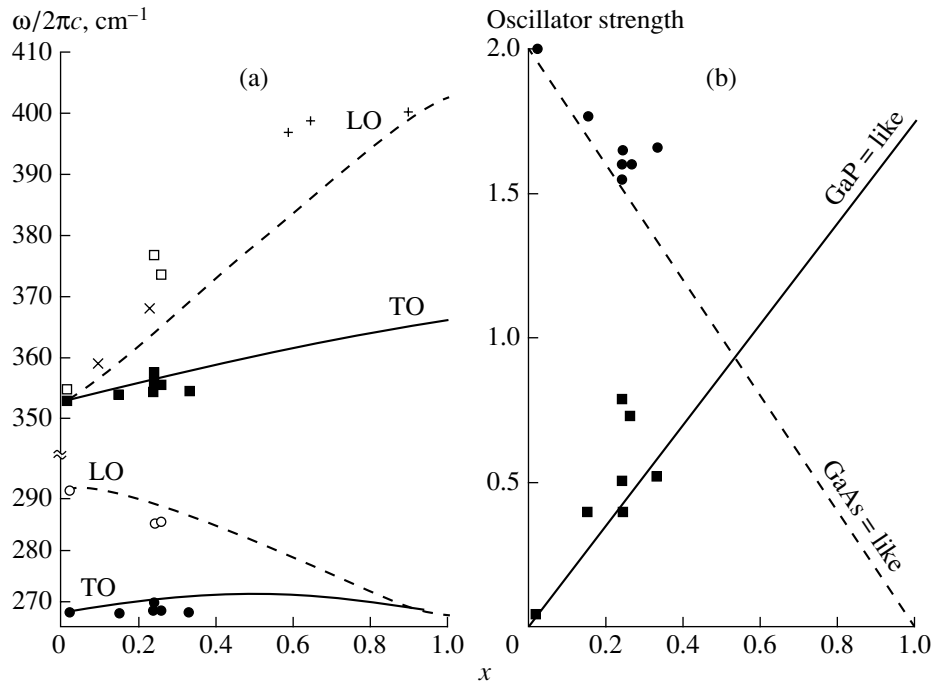 ω/2πc, cm⁻¹
410
400
390
380
370
360
350
290
280
270
(a)
LO
TO
LO
TO
0
0.2
0.4
0.6
0.8
1.0
Oscillator strength
2.0
1.5
1.0
0.5
(b)
GaP = like
GaAs = like
0
0.2
0.4
0.6
0.8
1.0
x